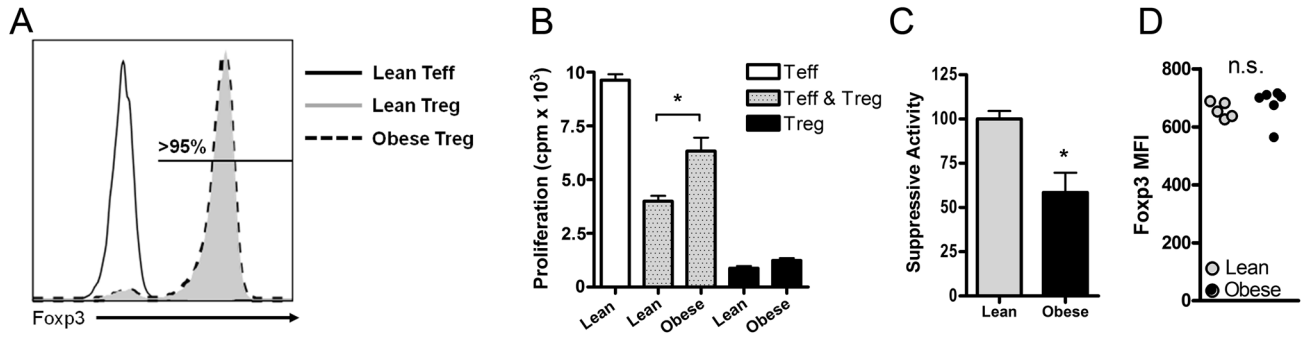 A
Lean Teff
Lean Treg
Obese Treg
>95%
Foxp3
B
Proliferation (cpm x 10³)
10
7.5
5.0
2.5
0
*
Teff
Teff & Treg
Treg
Lean
Lean
Obese
Lean
Obese
C
Suppressive Activity
125
100
75
50
25
0
*
Lean
Obese
D
Foxp3 MFI
800
600
400
200
0
n.s.
Lean
Obese